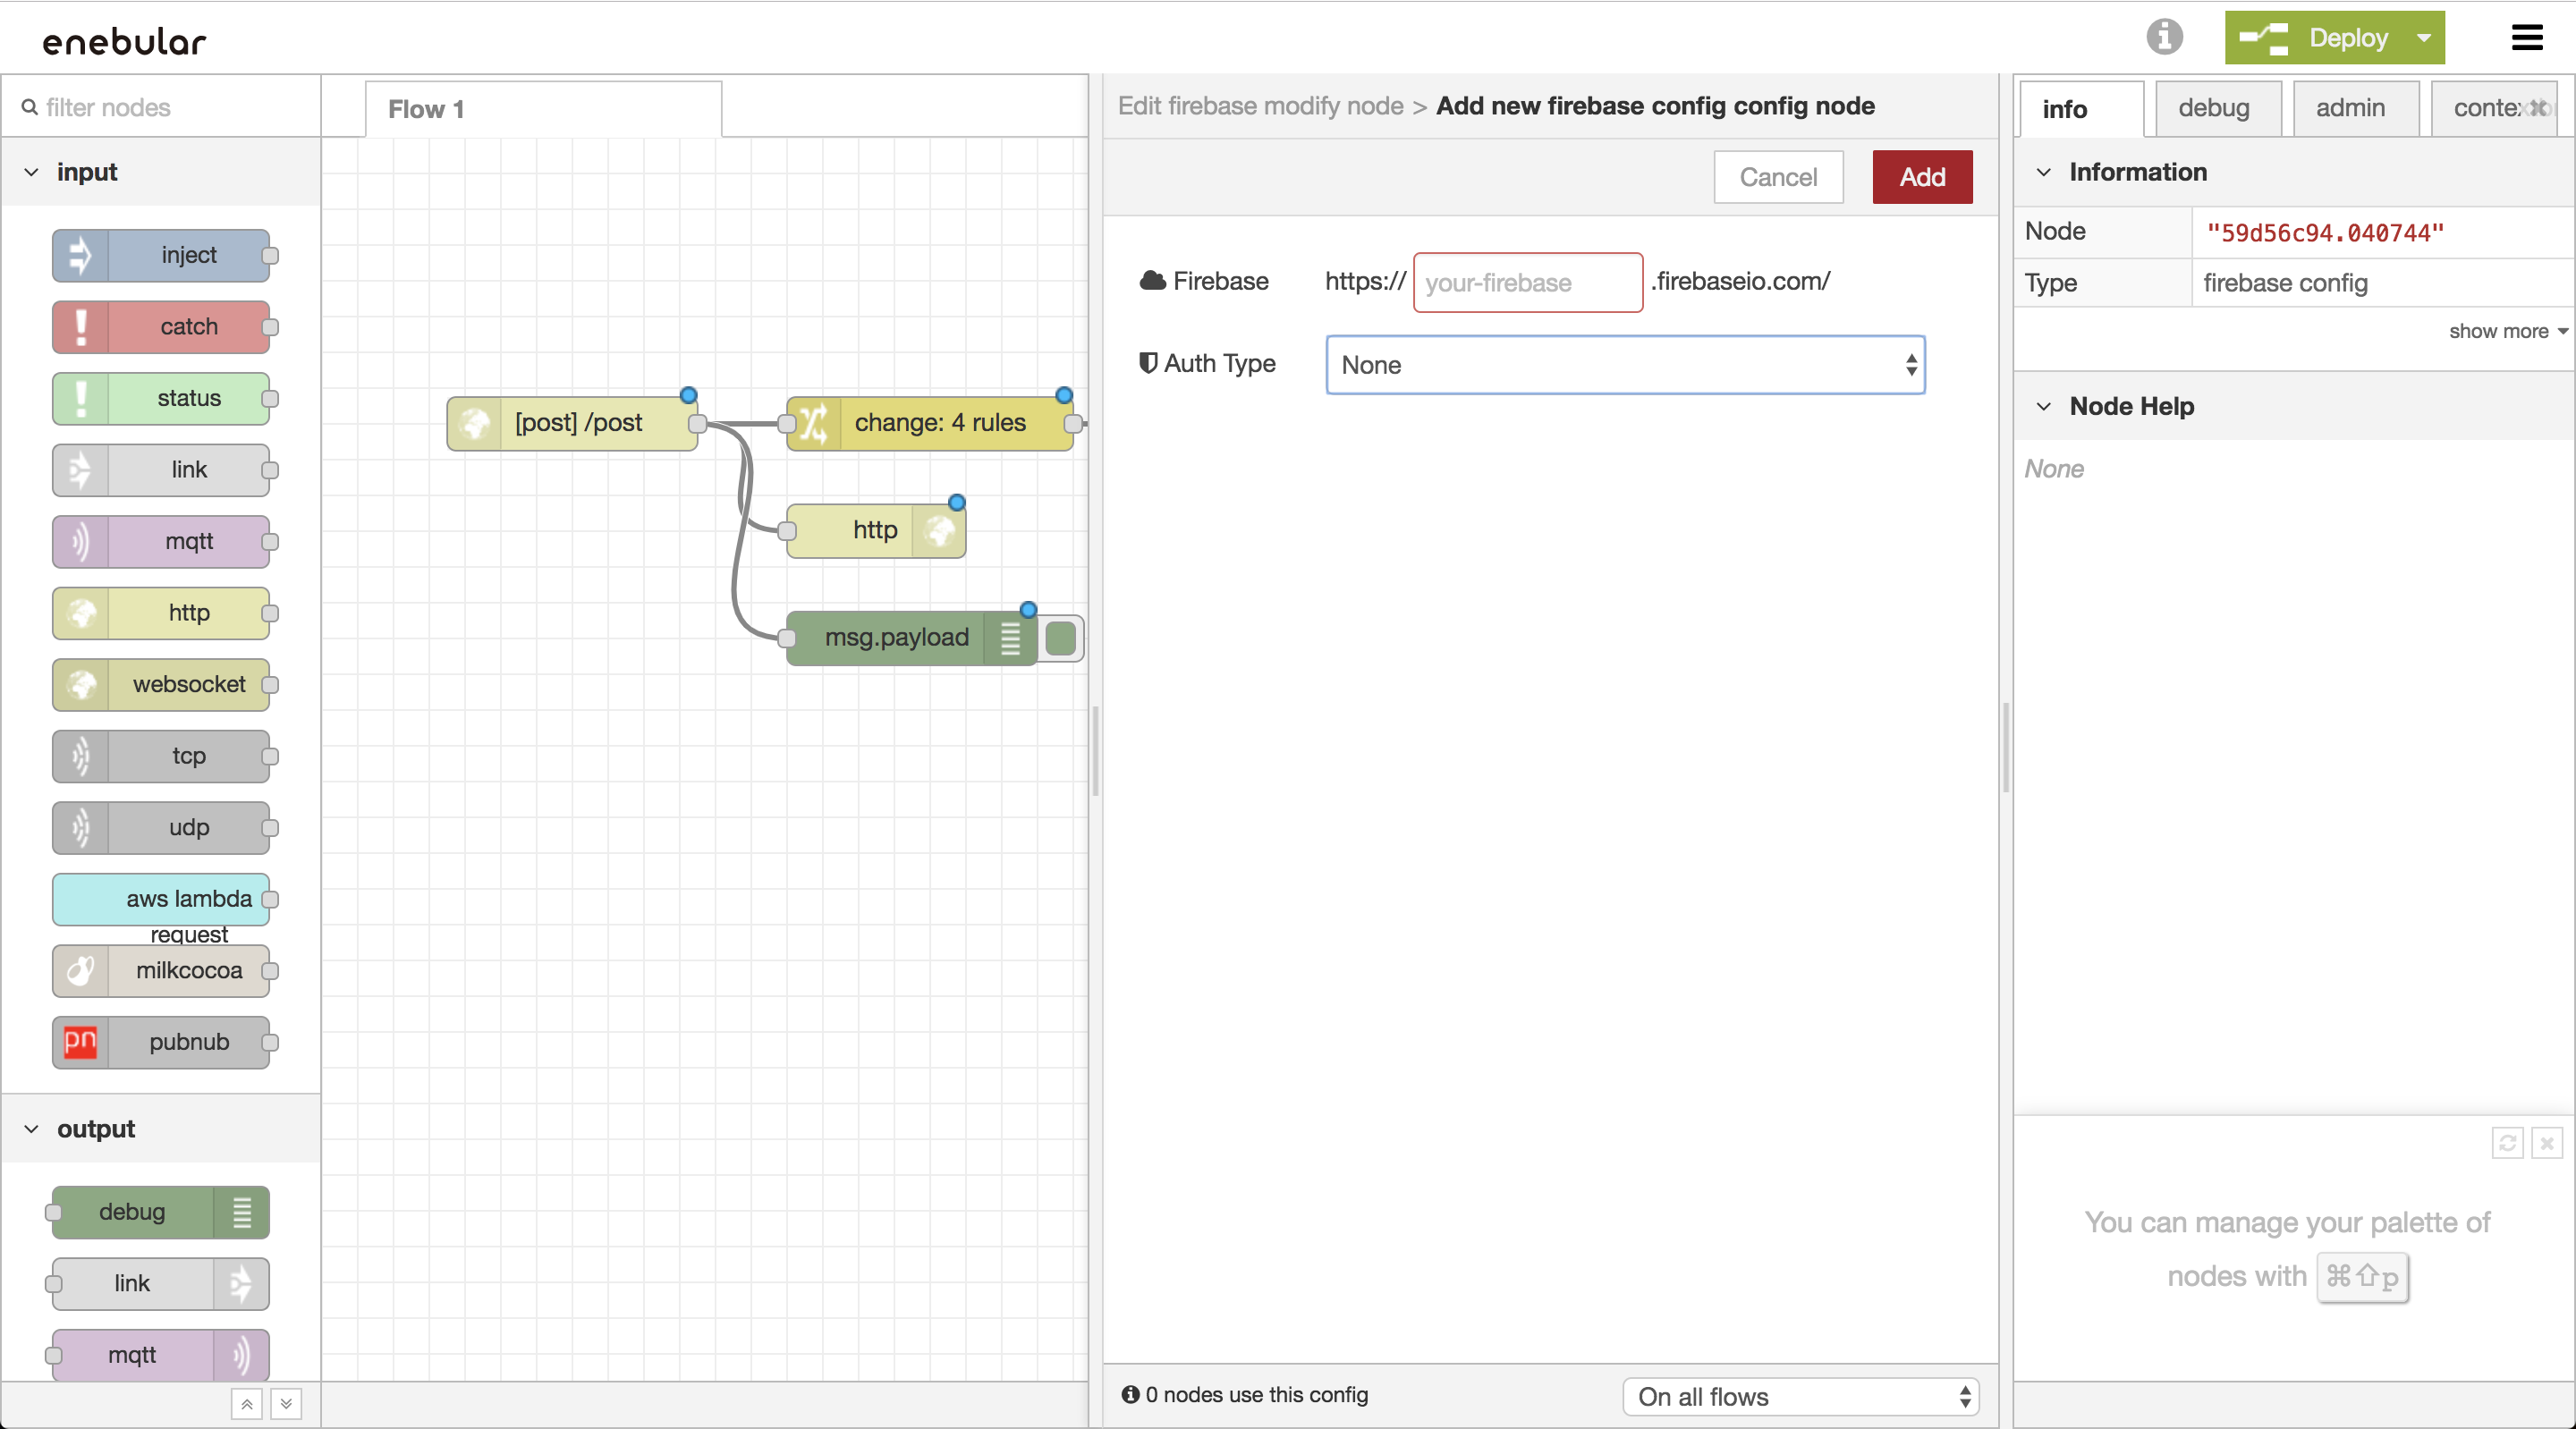 enebular
Deploy
filter nodes
Flow 1
Edit firebase modify node > Add new firebase config config node
info
debug
admin
input
Cancel
Add
Information
inject
catch
status
link
mqtt
http
websocket
tcp
udp
aws lambda
request
milkcocoa
pubnub
output
debug
link
mqtt
[post] /post
change: 4 rules
http
msg.payload
Firebase https:// your-firebase .firebaseio.com/
Auth Type None
0 nodes use this config
On all flows
Node "59d56c94.040744"
Type firebase config
show more
Node Help
None
You can manage your palette of
nodes with ⌘⇧p